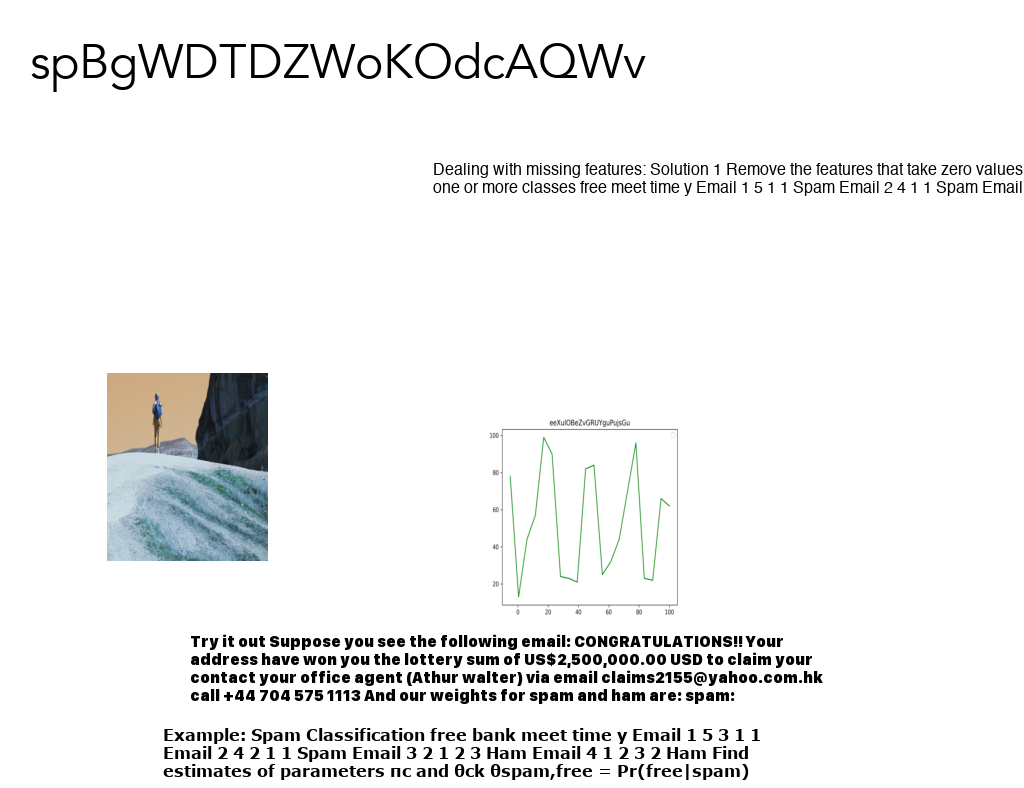 spBgWDTDZWoKOdcAQWv
Dealing with missing features: Solution 1 Remove the features that take zero values
one or more classes free meet time y Email 1 5 1 1 Spam Email 2 4 1 1 Spam Email
eeXuIOBeZvGRUYguPujsGu
100
80
60
40
20
0 20 40 60 80 100
Try it out Suppose you see the following email: CONGRATULATIONS!! Your
address have won you the lottery sum of US$2,500,000.00 USD to claim your
contact your office agent (Athur walter) via email claims2155@yahoo.com.hk
call +44 704 575 1113 And our weights for spam and ham are: spam:
Example: Spam Classification free bank meet time y Email 1 5 3 1 1
Email 2 4 2 1 1 Spam Email 3 2 1 2 3 Ham Email 4 1 2 3 2 Ham Find
estimates of parameters πc and θck θspam,free = Pr(free|spam)